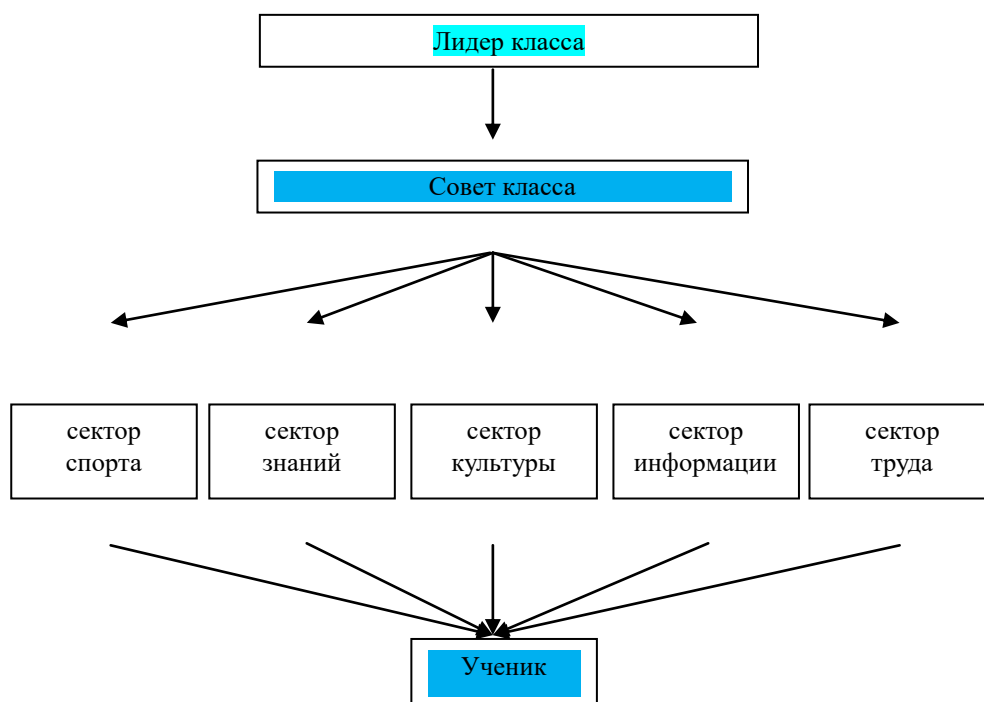 Лидер класса
Совет класса
сектор
спорта
сектор
знаний
сектор
культуры
сектор
информации
сектор
труда
Ученик